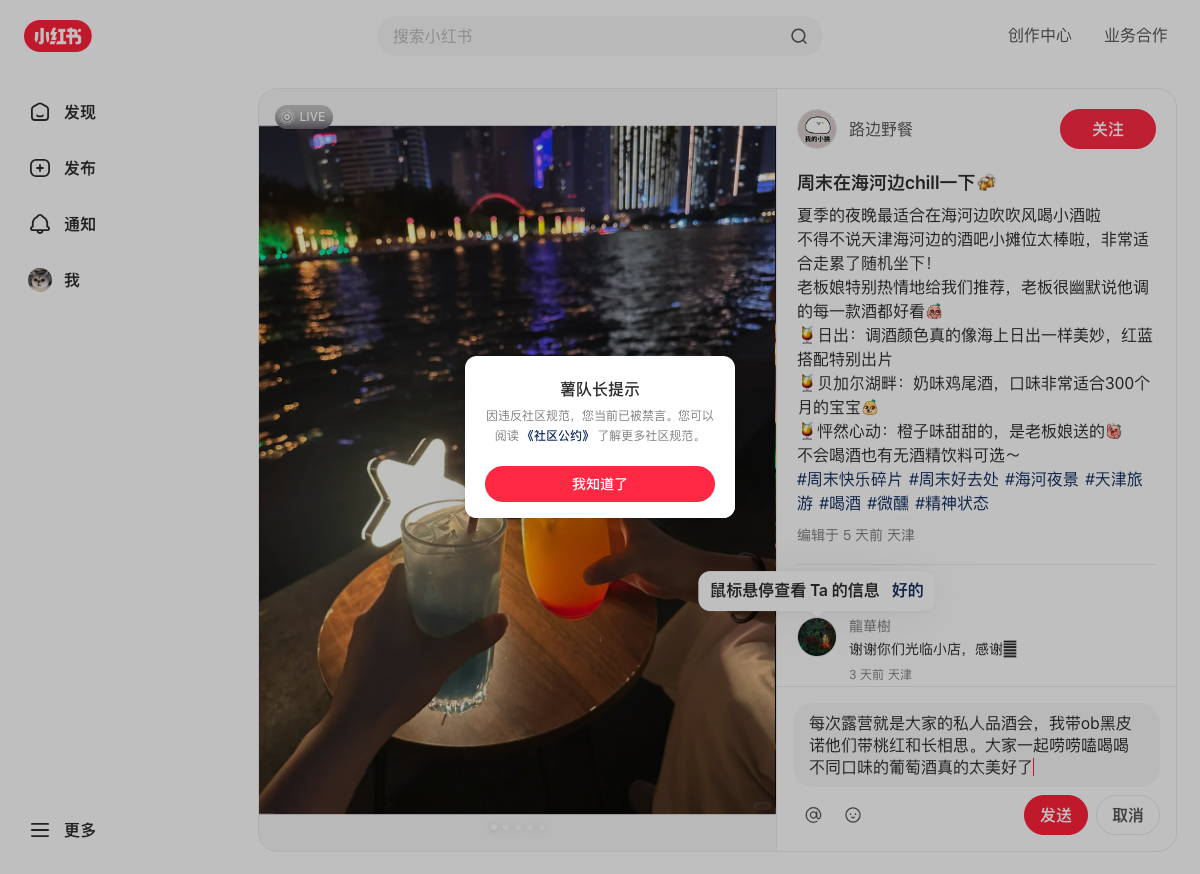 小红书
搜索小红书
创作中心
业务合作
发现
发布
通知
我
更多
LIVE
我的小猪
路边野餐
关注
周末在海河边chill一下🍻
夏季的夜晚最适合在海河边吹吹风喝小酒啦
不得不说天津海河边的酒吧小摊位太棒啦，非常适
合走累了随机坐下！
老板娘特别热情地给我们推荐，老板很幽默说他调
的每一款酒都好看
🍹日出：调酒颜色真的像海上日出一样美妙，红蓝
搭配特别出片
🍹贝加尔湖畔：奶味鸡尾酒，口味非常适合300个
月的宝宝
🍹怦然心动：橙子味甜甜的，是老板娘送的
不会喝酒也有无酒精饮料可选～
#周末快乐碎片 #周末好去处 #海河夜景 #天津旅
游 #喝酒 #微醺 #精神状态
编辑于 5 天前 天津
薯队长提示
因违反社区规范，您当前已被禁言。您可以
阅读 《社区公约》 了解更多社区规范。
我知道了
鼠标悬停查看 Ta 的信息 好的
龍華樹
谢谢你们光临小店，感谢
3 天前 天津
每次露营就是大家的私人品酒会，我带ob黑皮
诺他们带桃红和长相思。大家一起唠唠嗑喝喝
不同口味的葡萄酒真的太美好了
发送
取消